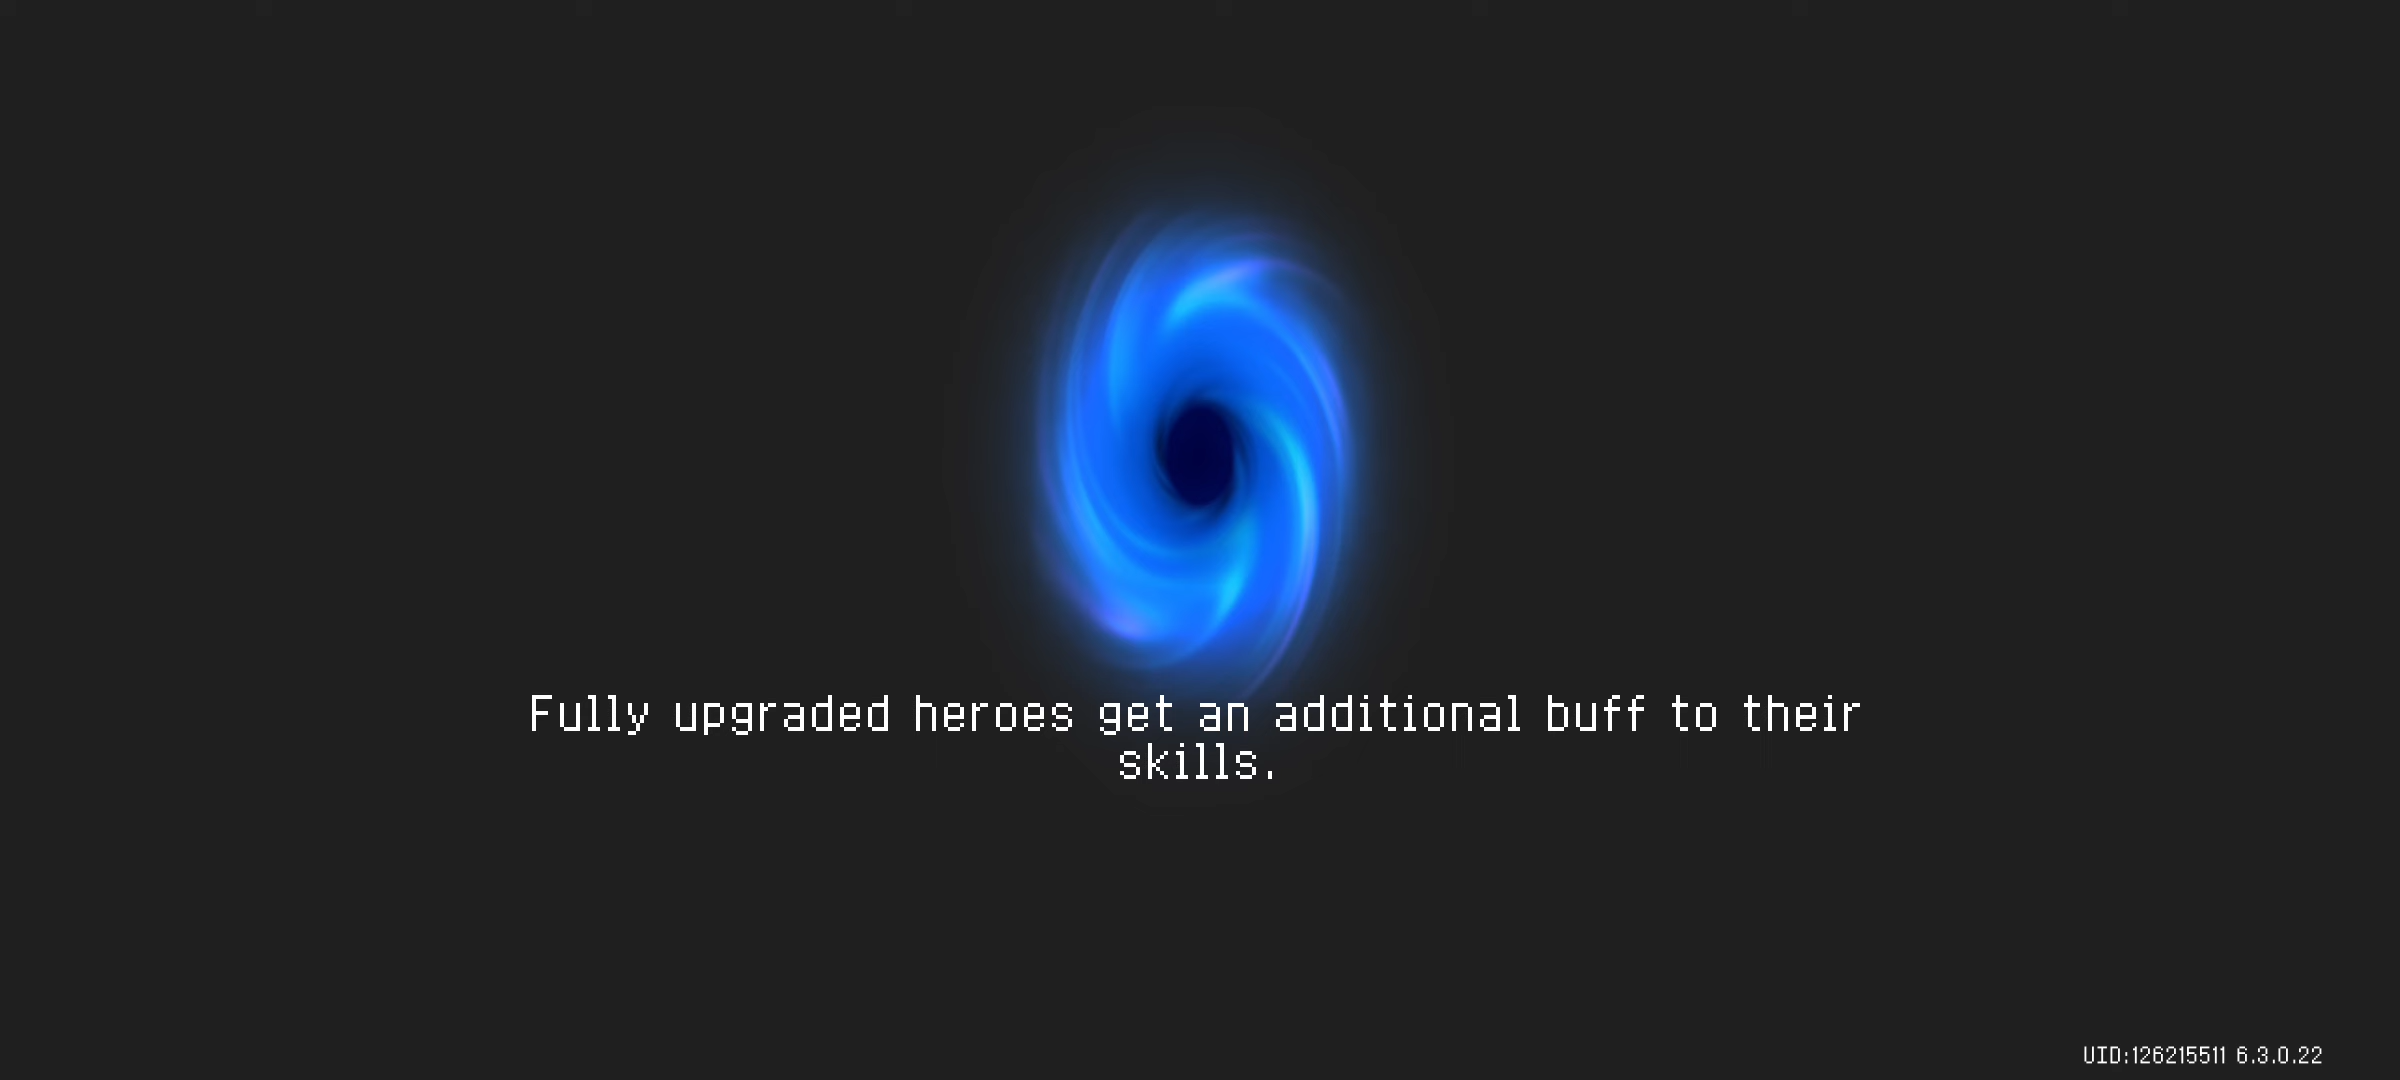 Fully upgraded heroes get an additional buff to their
skills.
UID:126215511 6.3.0.22